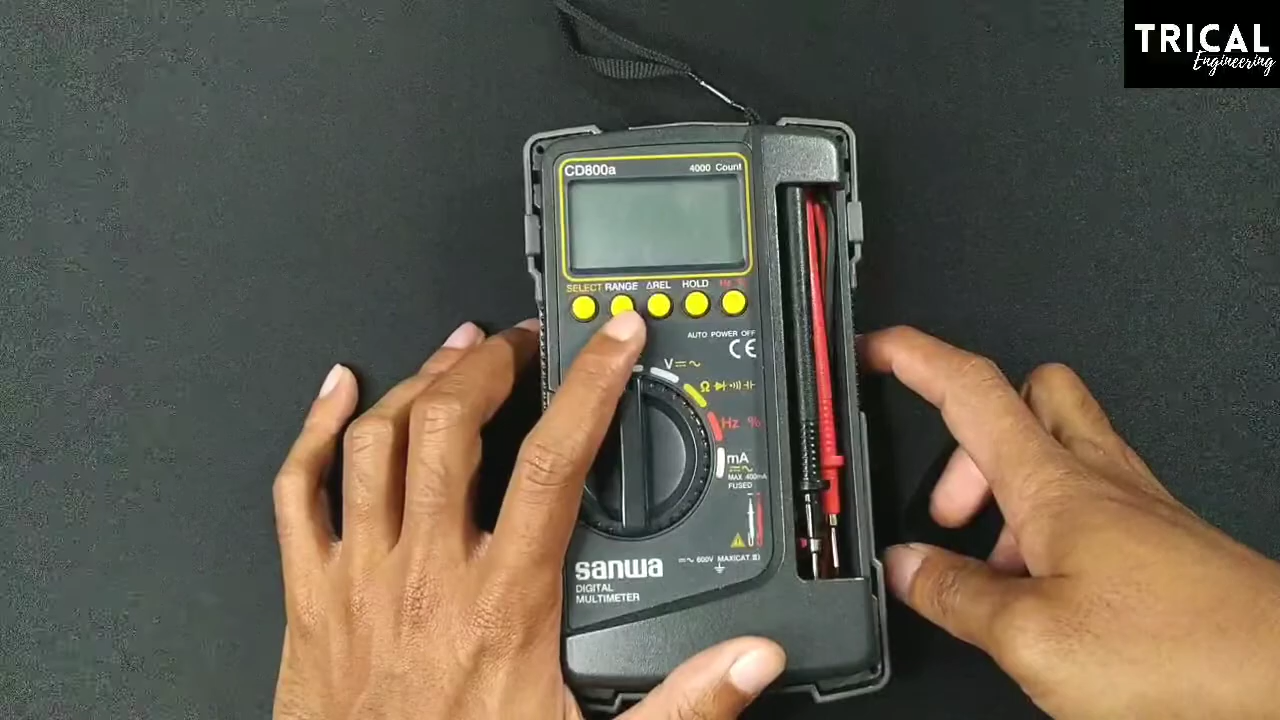 TRICAL
Engineering
CD800a
4000 Count
SELECT RANGE ΔREL HOLD
AUTO POWER OFF
CE
V
Ω
Hz %
mA
MAX 400mA
FUSED
600V MAX(CAT III)
sanwa
DIGITAL
MULTIMETER